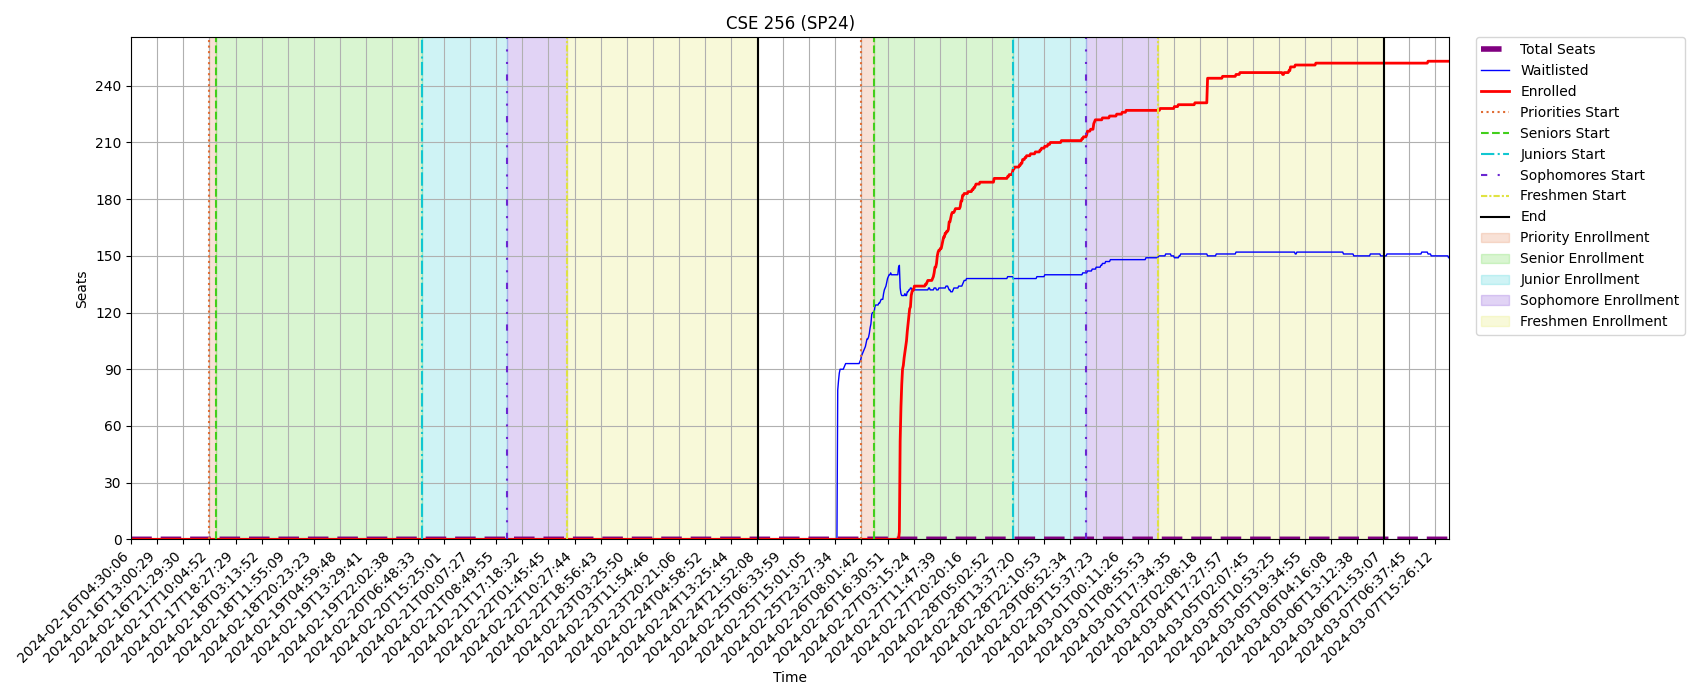 CSE 256 (SP24)
Seats
240
210
180
150
120
90
60
30
0
2024-02-16T04:30:06
2024-02-16T13:00:29
2024-02-16T21:29:30
2024-02-17T10:04:52
2024-02-17T18:27:29
2024-02-18T03:13:52
2024-02-18T11:55:09
2024-02-18T20:23:23
2024-02-19T04:59:48
2024-02-19T13:29:41
2024-02-19T22:02:38
2024-02-20T06:48:33
2024-02-20T15:25:01
2024-02-21T00:07:27
2024-02-21T08:49:55
2024-02-21T17:18:32
2024-02-22T01:45:45
2024-02-22T10:27:44
2024-02-22T18:56:43
2024-02-23T03:25:50
2024-02-23T11:54:46
2024-02-23T20:21:06
2024-02-24T04:58:52
2024-02-24T13:25:44
2024-02-24T21:52:08
2024-02-25T06:33:59
2024-02-25T15:01:05
2024-02-25T23:27:34
2024-02-26T08:01:42
2024-02-26T16:30:51
2024-02-27T03:15:24
2024-02-27T11:47:39
2024-02-27T20:20:16
2024-02-28T05:02:52
2024-02-28T13:37:20
2024-02-28T22:10:53
2024-02-29T06:52:34
2024-02-29T15:37:23
2024-03-01T00:11:26
2024-03-01T08:55:53
2024-03-01T17:34:35
2024-03-02T02:08:18
2024-03-04T17:27:57
2024-03-05T02:07:45
2024-03-05T10:53:25
2024-03-05T19:34:55
2024-03-06T04:16:08
2024-03-06T13:12:38
2024-03-06T21:53:07
2024-03-07T06:37:45
2024-03-07T15:26:12
Time
Total Seats
Waitlisted
Enrolled
Priorities Start
Seniors Start
Juniors Start
Sophomores Start
Freshmen Start
End
Priority Enrollment
Senior Enrollment
Junior Enrollment
Sophomore Enrollment
Freshmen Enrollment